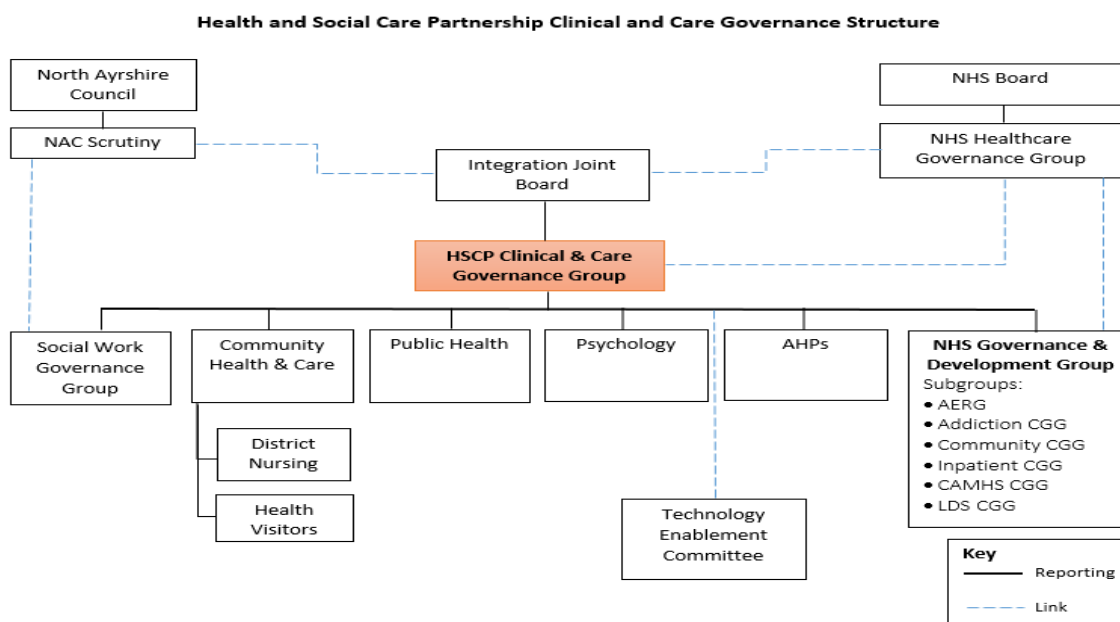 Health and Social Care Partnership Clinical and Care Governance Structure
North Ayrshire
Council
NAC Scrutiny
NHS Board
NHS Healthcare
Governance Group
Integration Joint
Board
HSCP Clinical & Care
Governance Group
Social Work
Governance
Group
Community
Health & Care
Public Health
Psychology
AHPs
NHS Governance &
Development Group
Subgroups:
● AERG
● Addiction CGG
● Community CGG
● Inpatient CGG
● CAMHS CGG
● LDS CGG
District
Nursing
Health
Visitors
Technology
Enablement
Committee
Key
Reporting
Link